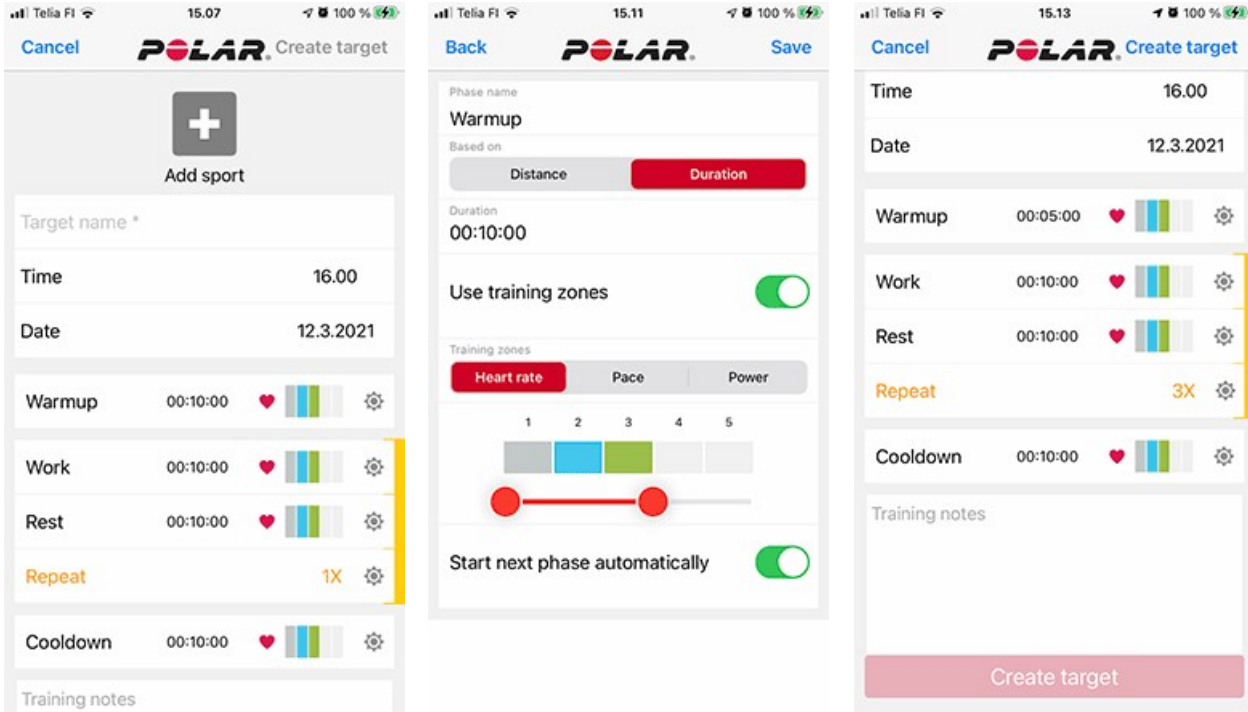 Telia FI 15.07 100 %
Cancel POLAR. Create target
Add sport
Target name *
Time 16.00
Date 12.3.2021
Warmup 00:10:00
Work 00:10:00
Rest 00:10:00
Repeat 1X
Cooldown 00:10:00
Training notes
Telia FI 15.11 100 %
Back POLAR. Save
Phase name
Warmup
Based on
Distance Duration
Duration
00:10:00
Use training zones
Training zones
Heart rate Pace Power
1 2 3 4 5
Start next phase automatically
Telia FI 15.13 100 %
Cancel POLAR. Create target
Time 16.00
Date 12.3.2021
Warmup 00:05:00
Work 00:10:00
Rest 00:10:00
Repeat 3X
Cooldown 00:10:00
Training notes
Create target